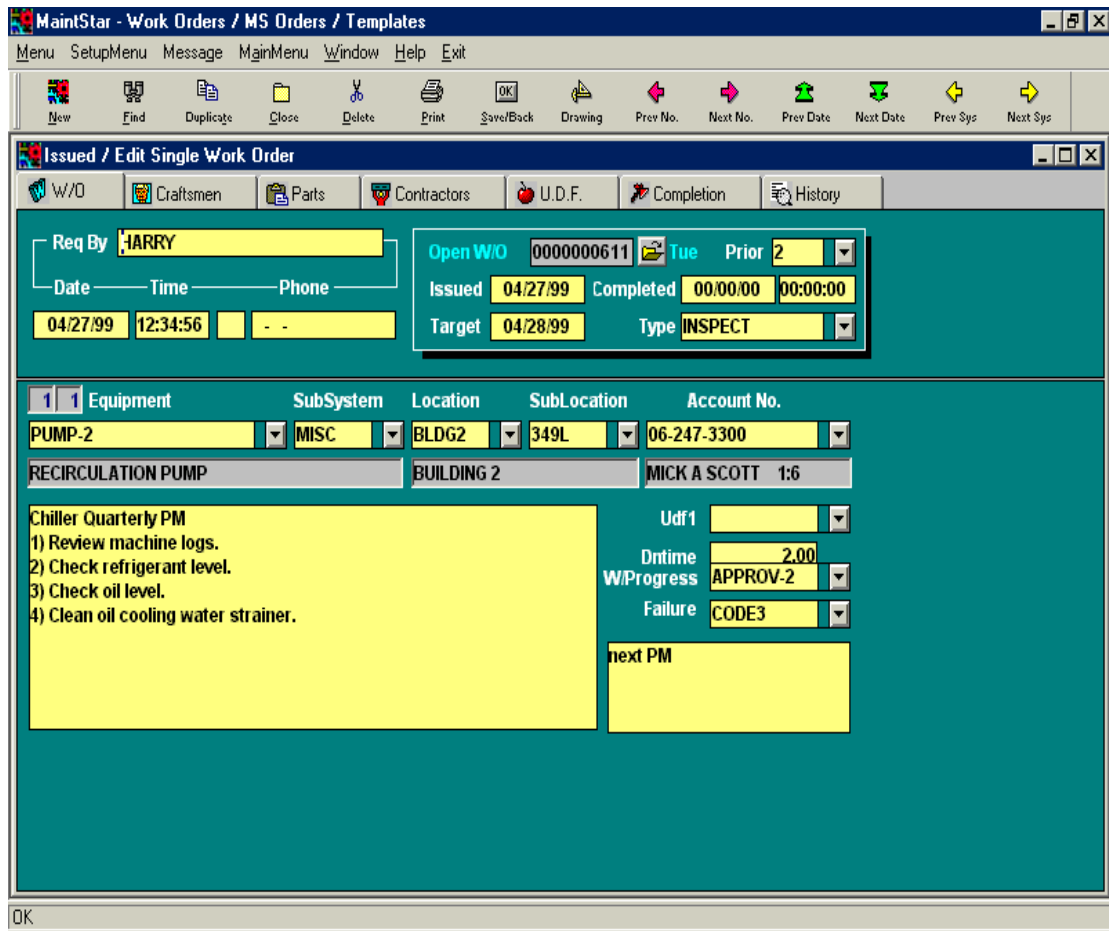 MaintStar - Work Orders / MS Orders / Templates
Menu SetupMenu Message MainMenu Window Help Exit
New Find Duplicate Close Delete Print Save/Back Drawing Prev No. Next No. Prev Date Next Date Prev Sys Next Sys
OK
Issued / Edit Single Work Order
W/O Craftsmen Parts Contractors U.D.F. Completion History
Req By HARRY
Open W/O 0000000611 Tue Prior 2
Date Time Phone
Issued 04/27/99 Completed 00/00/00 00:00:00
04/27/99 12:34:56 - -
Target 04/28/99 Type INSPECT
1 1 Equipment SubSystem Location SubLocation Account No.
PUMP-2 MISC BLDG2 349L 06-247-3300
RECIRCULATION PUMP BUILDING 2 MICK A SCOTT 1:6
Chiller Quarterly PM
1) Review machine logs.
2) Check refrigerant level.
3) Check oil level.
4) Clean oil cooling water strainer.
Udf1
Dntime 2.00
W/Progress APPROV-2
Failure CODE3
next PM
OK